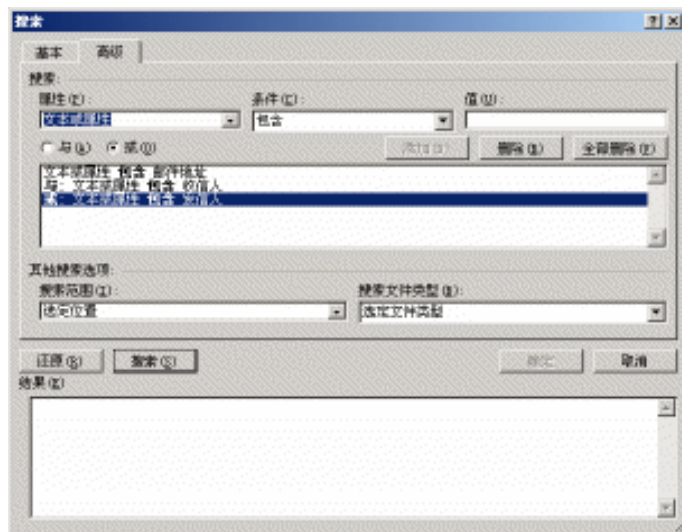 搜索
基本 高级
搜索:
属性(P): 条件(C): 值(U):
文本或属性 包含
与(A) 或(O) 添加(D) 删除(M) 全部删除(F)
文本或属性 包含 邮件地址
与: 文本或属性 包含 收信人
或: 文本或属性 包含 发信人
其他搜索选项:
搜索范围(I): 搜索文件类型(B):
选定位置 选定文件类型
还原(R) 搜索(S) 确定 取消
结果(E)